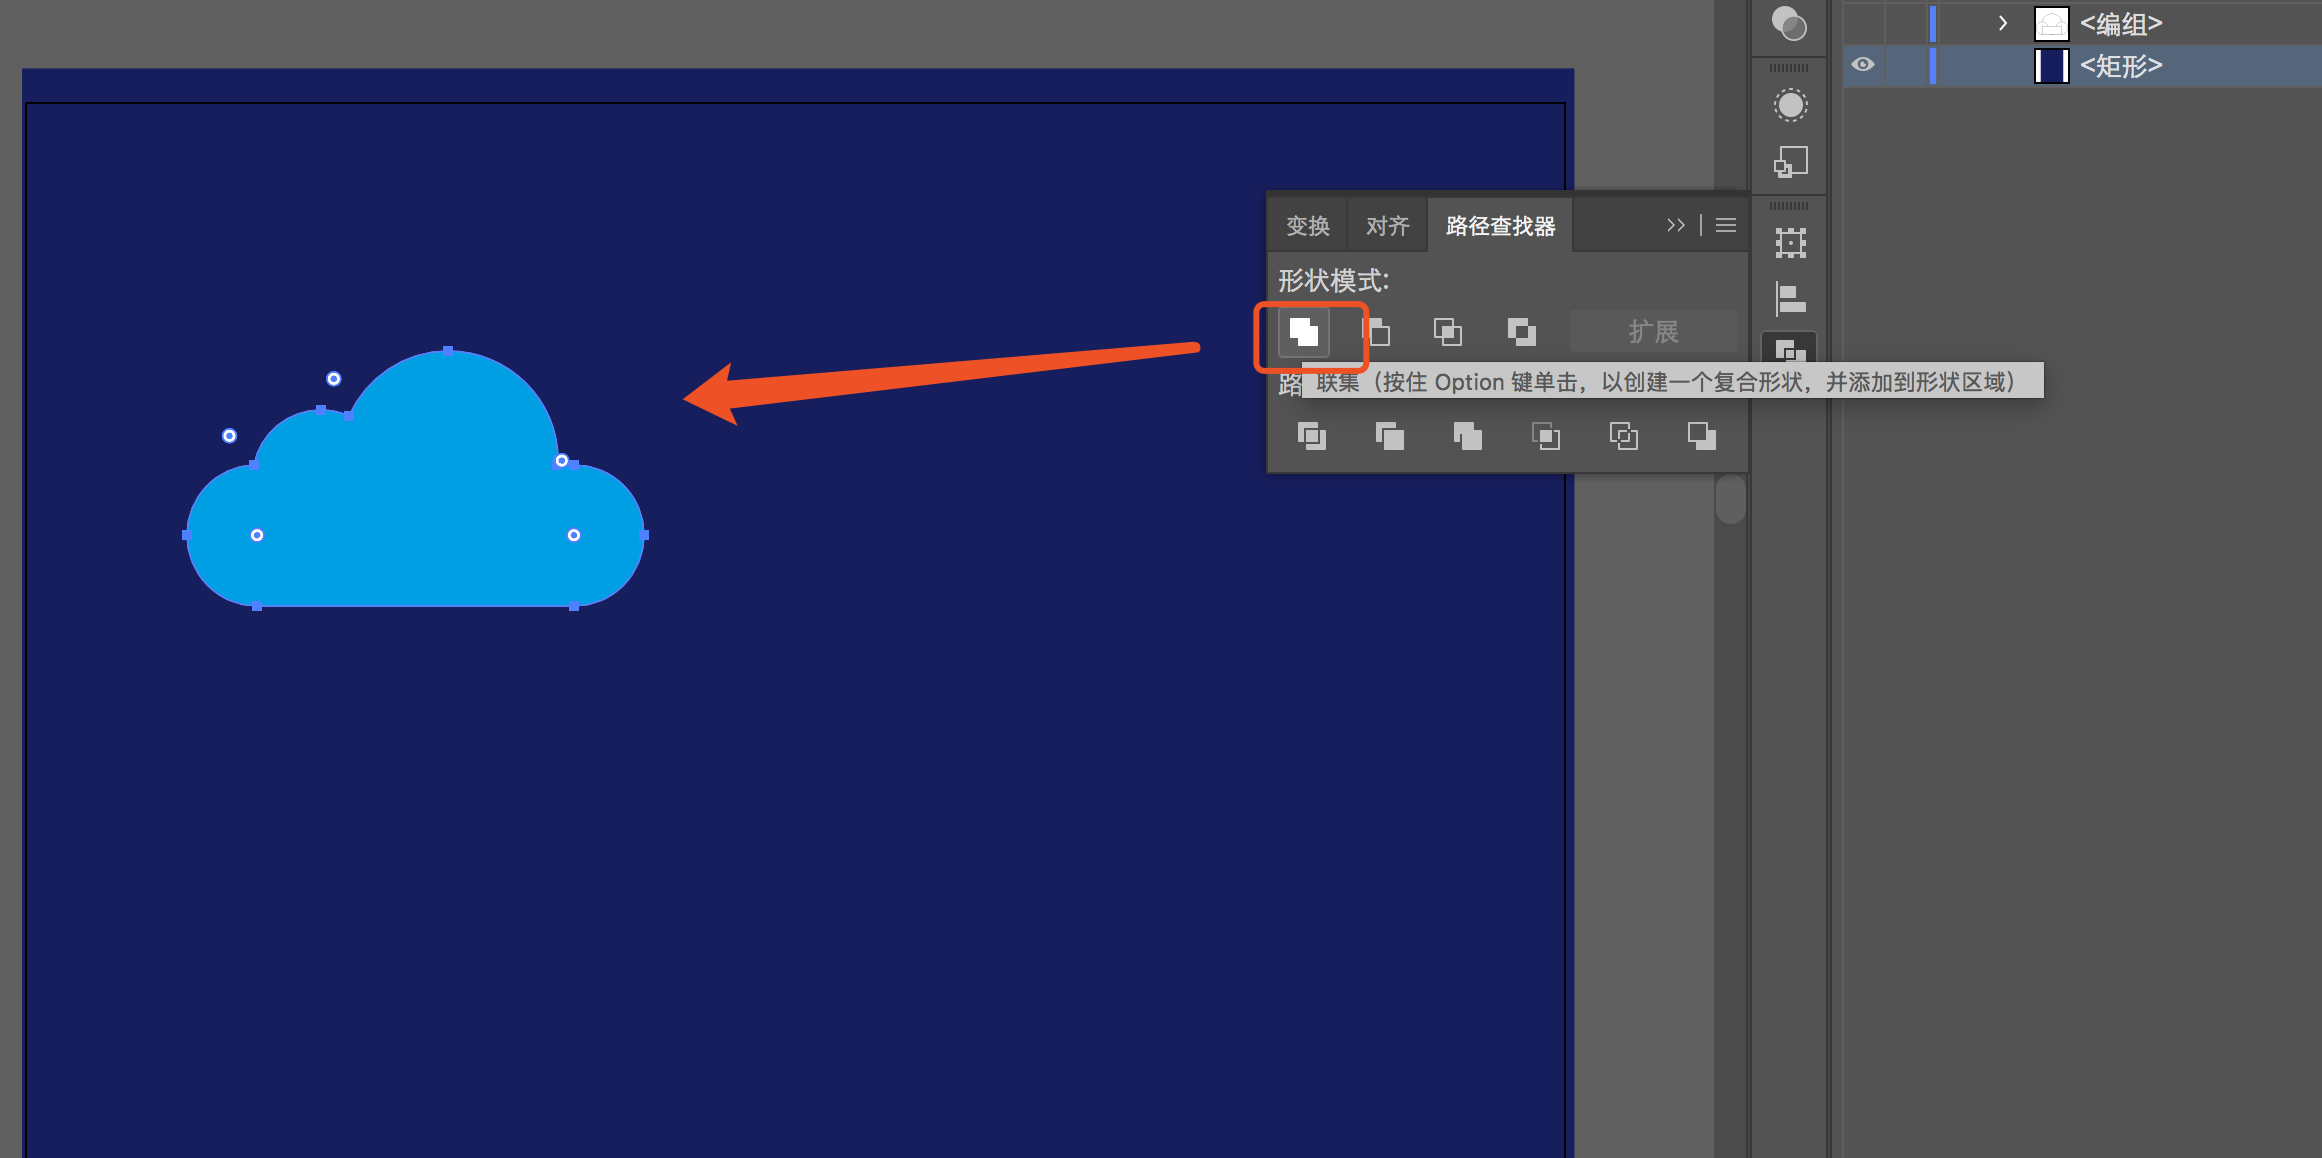 <编组>
<矩形>
变换 对齐 路径查找器
形状模式:
扩展
路
联集（按住 Option 键单击，以创建一个复合形状，并添加到形状区域）